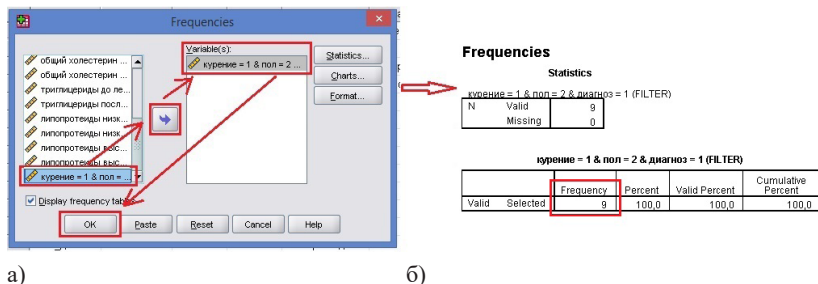 Frequencies
общий холестерин ...
общий холестерин ...
триглицериды до ле...
триглицериды посл...
липопротеиды низк...
липопротеиды низк...
липопротеиды выс...
липопротеиды выс...
курение = 1 & пол = ...
Variable(s):
курение = 1 & пол = 2 ...
Statistics...
Charts...
Format...
Display frequency tables
OK
Paste
Reset
Cancel
Help
а)
Frequencies
Statistics
курение = 1 & пол = 2 & диагноз = 1 (FILTER)
N Valid 9
Missing 0
курение = 1 & пол = 2 & диагноз = 1 (FILTER)
Frequency Percent Valid Percent Cumulative Percent
Valid Selected 9 100,0 100,0 100,0
б)